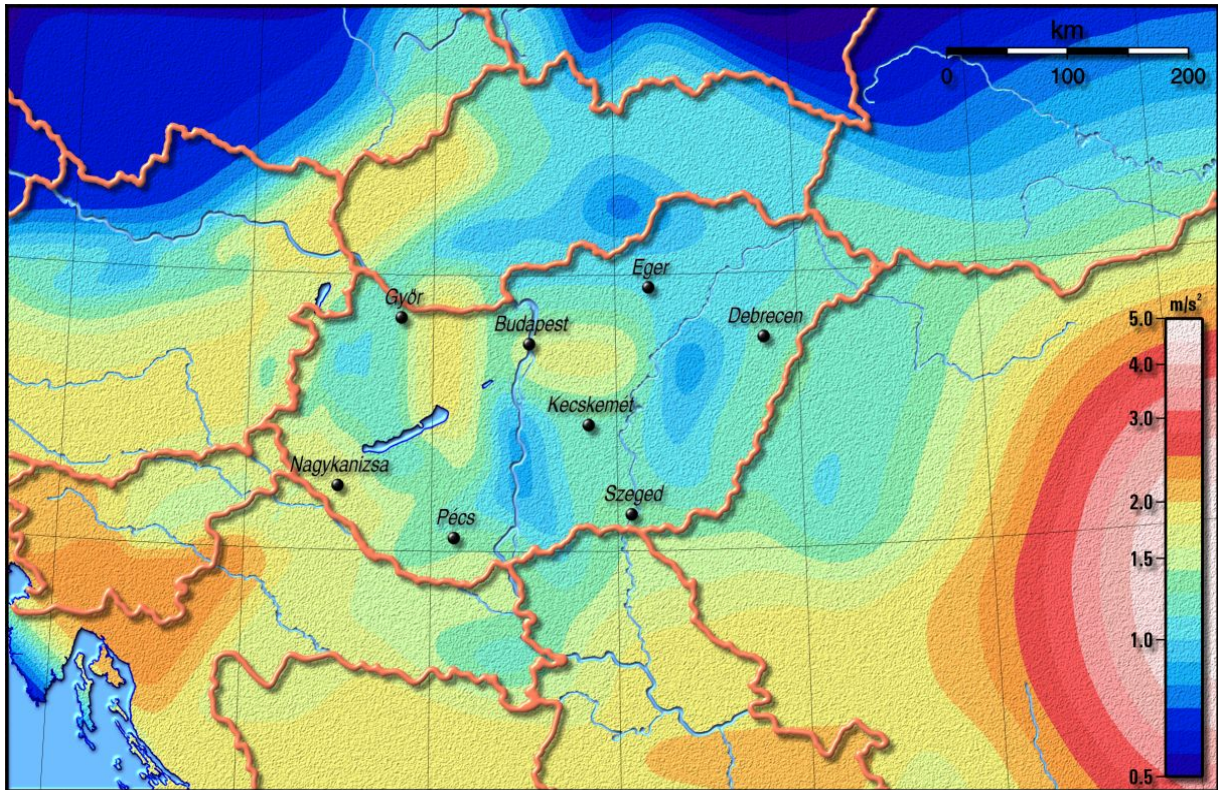 km
0 100 200
Eger
m/s²
Győr
5.0
Budapest
Debrecen
4.0
3.0
Kecskemét
Nagykanizsa
Szeged
2.0
Pécs
1.5
1.0
0.5